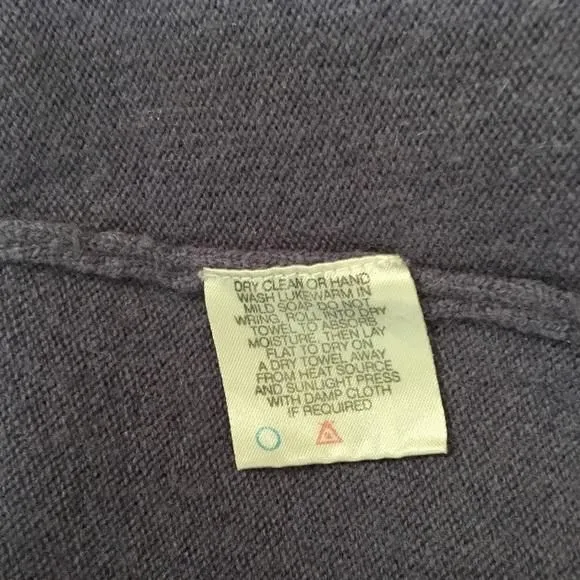 DRY CLEAN OR HAND
WASH LUKEWARM IN
MILD SOAP DO NOT
WRING, ROLL INTO DRY
TOWEL TO ABSORB
MOISTURE, THEN LAY
FLAT TO DRY ON
A DRY TOWEL AWAY
FROM HEAT SOURCE
AND SUNLIGHT PRESS
WITH DAMP CLOTH
IF REQUIRED